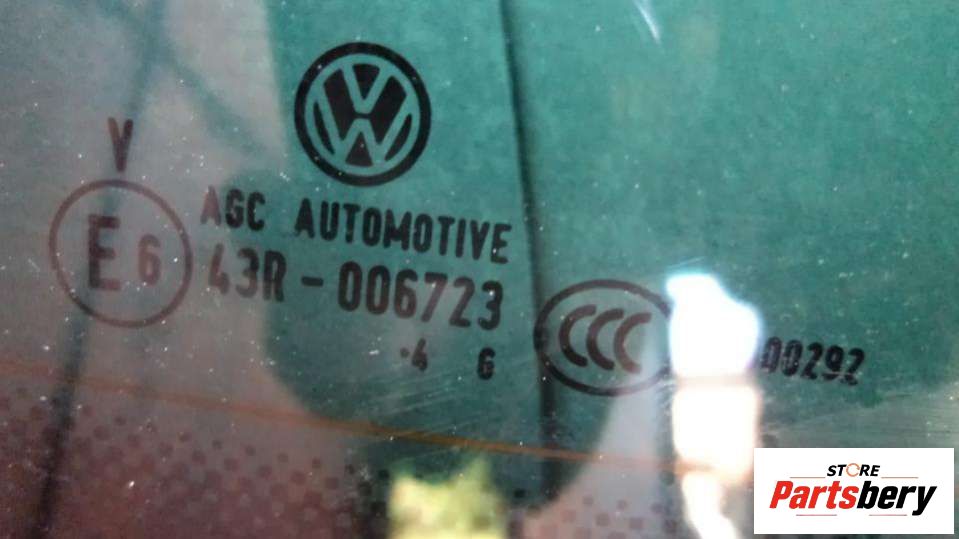 V
AGC AUTOMOTIVE
E6 43R-006723
.4 6
CCC 00292
STORE
Partsbery